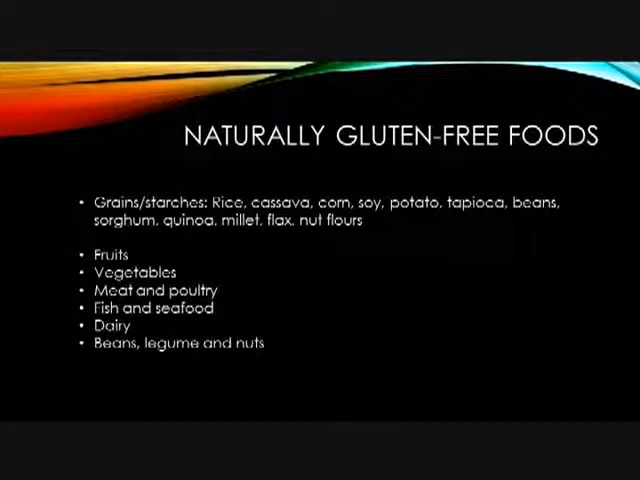 NATURALLY GLUTEN-FREE FOODS
• Grains/starches: Rice, cassava, corn, soy, potato, tapioca, beans,
sorghum, quinoa, millet, flax, nut flours
• Fruits
• Vegetables
• Meat and poultry
• Fish and seafood
• Dairy
• Beans, legume and nuts